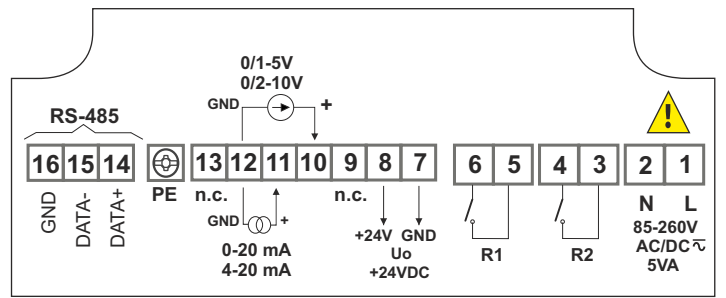 0/1-5V
0/2-10V
GND +
RS-485
16 15 14 13 12 11 10 9 8 7 6 5 4 3 2 1
PE n.c. n.c. N L
GND DATA- DATA+
GND +
0-20 mA
4-20 mA
+24V GND
Uo
+24VDC
R1
R2
85-260V
AC/DC
5VA
!